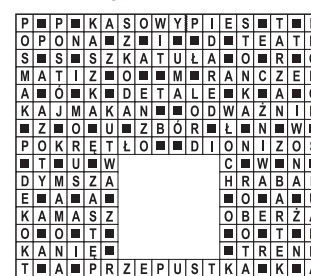 P■P■KASOWY PIES■T■
OPONA■Z■I■■D■TEAT
S■S■SZKATUŁA■O■R■
MATIZ■O■■M■RANCZE
A■Ó■K■DETALE■K■A■
KAJMAKAN■■ODWAŻNI
■Z■O■U■ZBÓR■Ł■N■W
POKRĘTŁO■■DIONIZOS
■T■U■W C■W■N
DYMSZA HRABA
E■A■A■ ■O■A■
KAMASZ OBERŻ
O■O■T■ ■O■T■
KANIĘ■ ■TREN
T■A■PRZEPUSTKA■K■